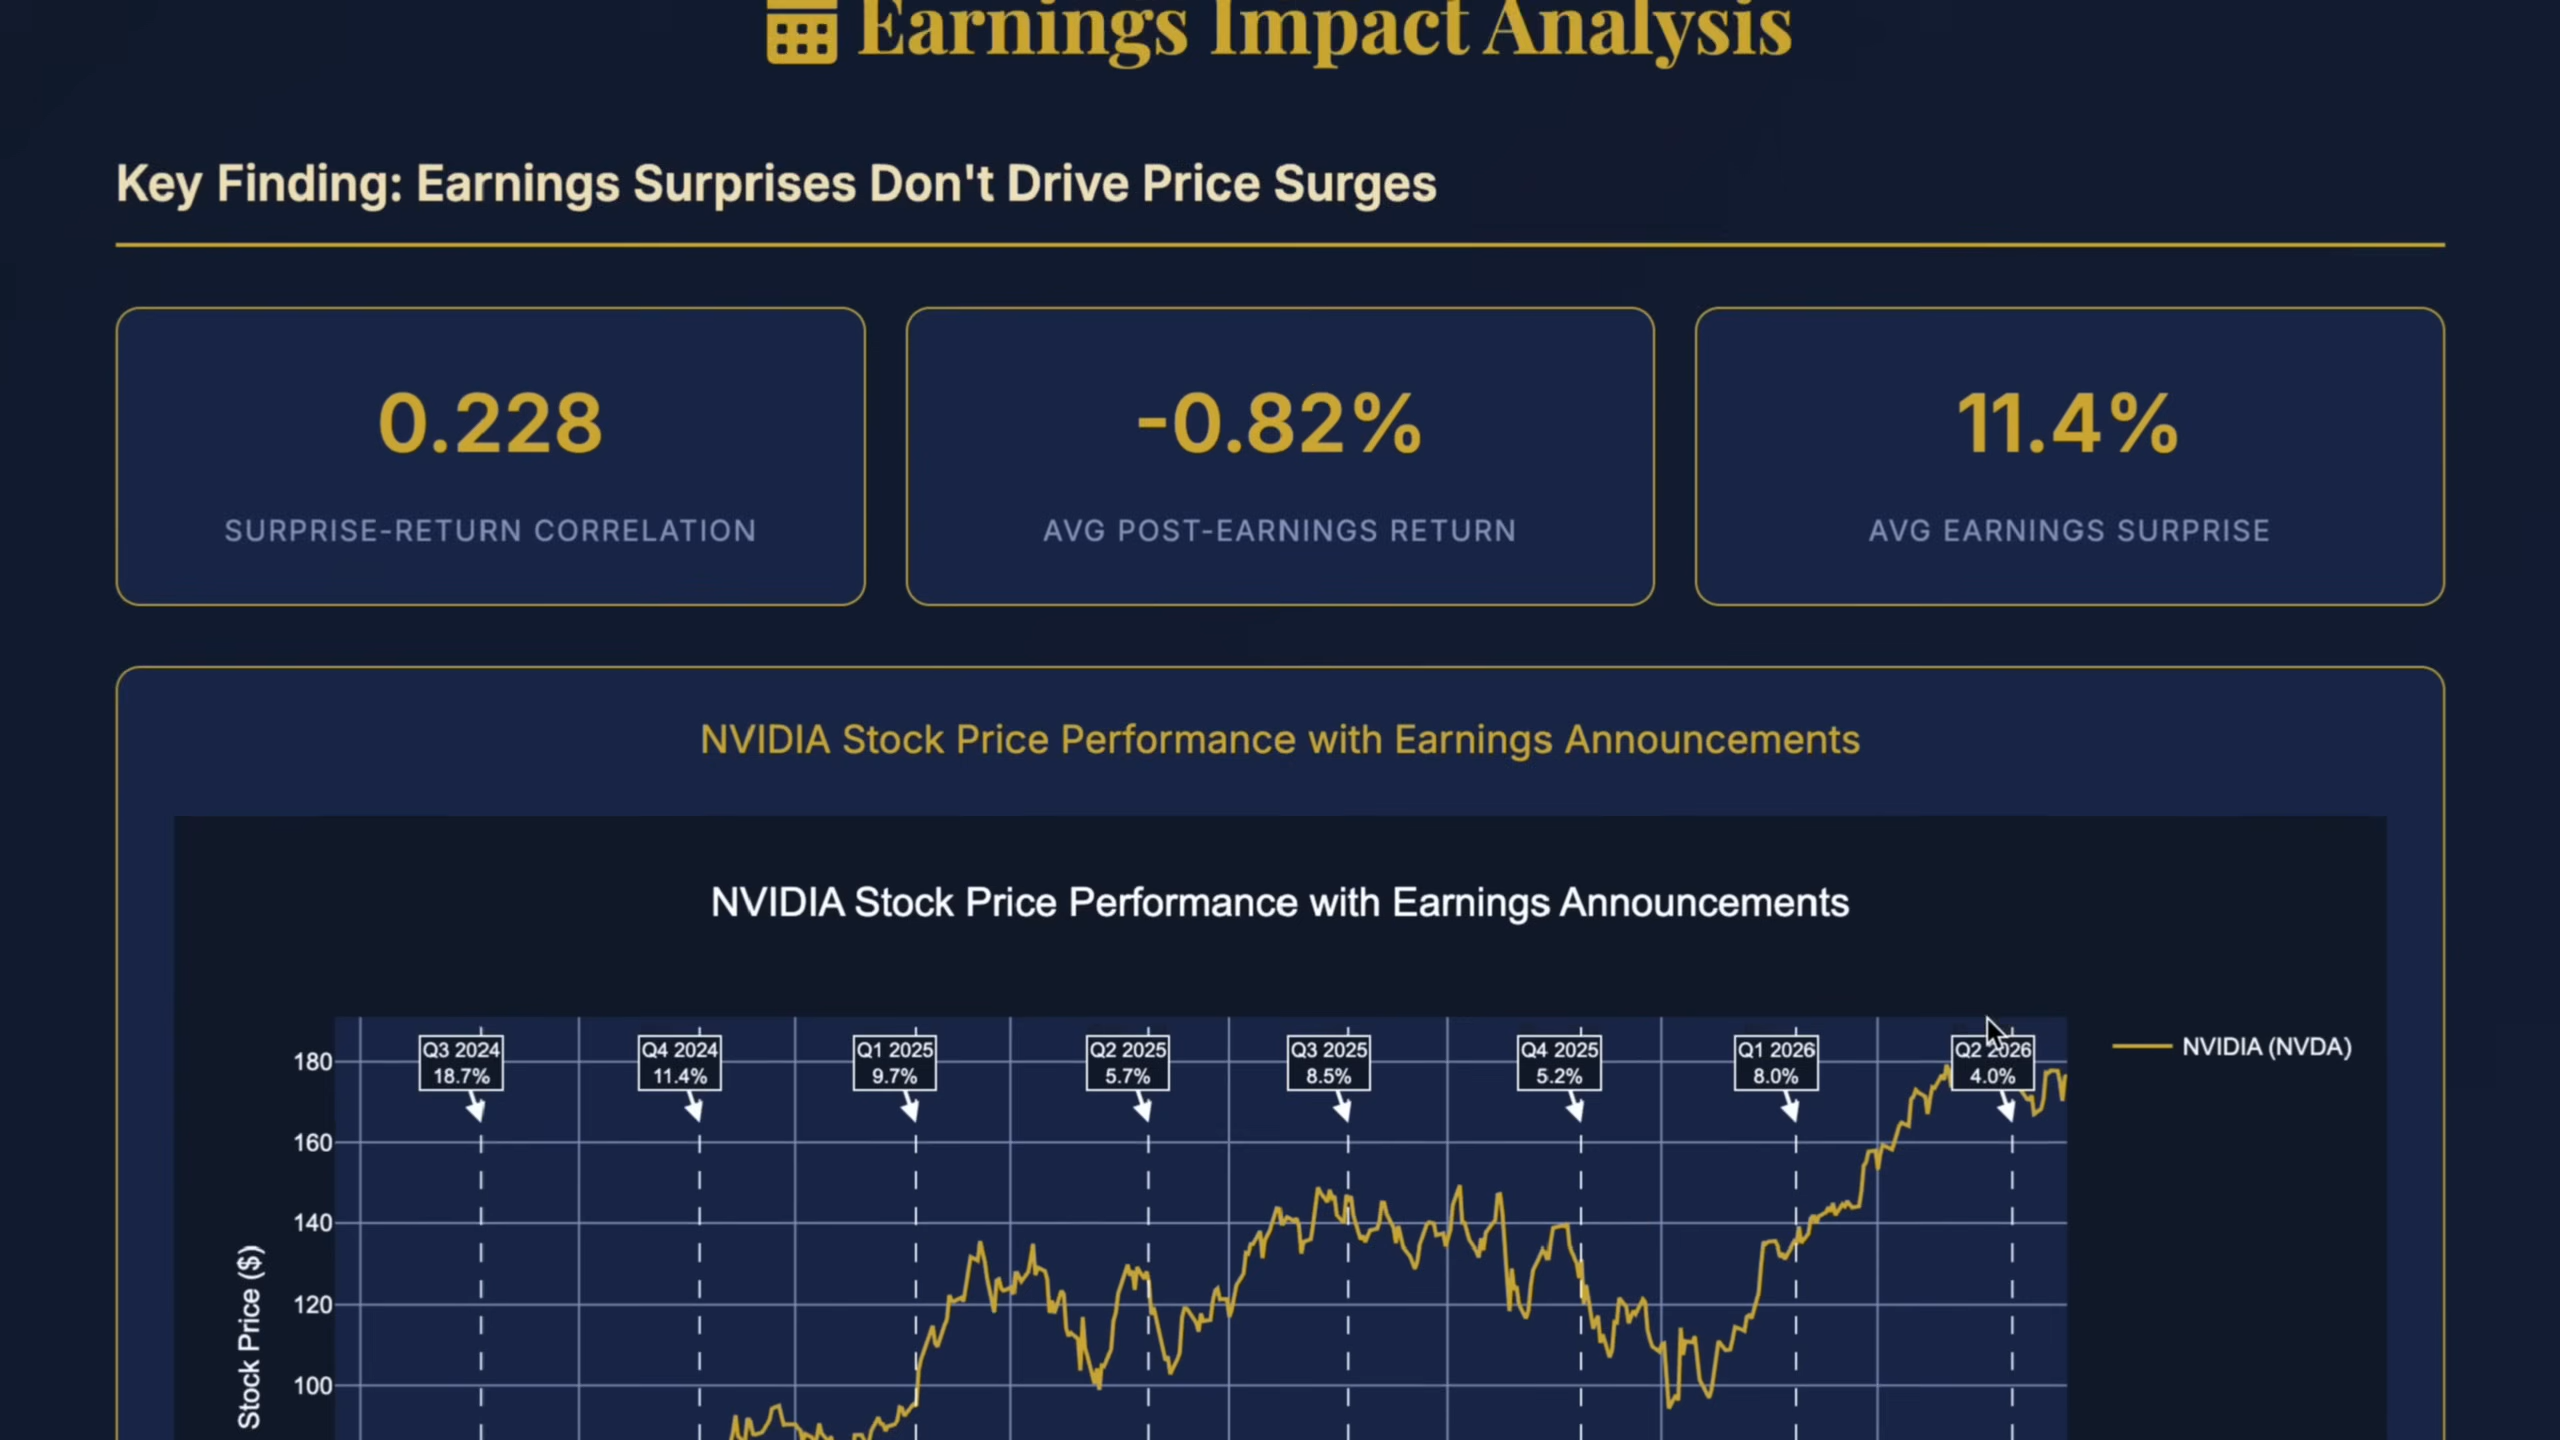 Earnings Impact Analysis
Key Finding: Earnings Surprises Don't Drive Price Surges
0.228
SURPRISE-RETURN CORRELATION
-0.82%
AVG POST-EARNINGS RETURN
11.4%
AVG EARNINGS SURPRISE
NVIDIA Stock Price Performance with Earnings Announcements
NVIDIA Stock Price Performance with Earnings Announcements
Q3 2024
18.7%
Q4 2024
11.4%
Q1 2025
9.7%
Q2 2025
5.7%
Q3 2025
8.5%
Q4 2025
5.2%
Q1 2026
8.0%
Q2 2026
4.0%
NVIDIA (NVDA)
180
160
140
120
100
Stock Price ($)